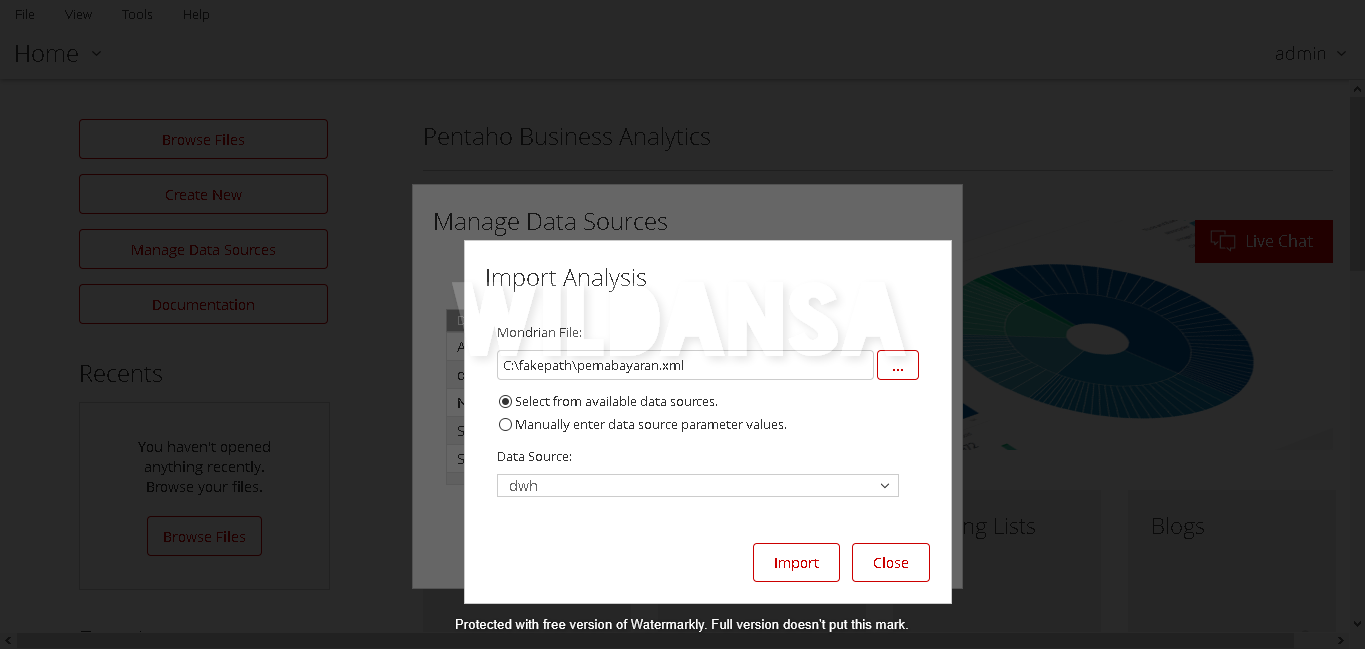 File View Tools Help
Home
admin
Browse Files
Create New
Manage Data Sources
Documentation
Recents
You haven't opened
anything recently.
Browse your files.
Browse Files
Pentaho Business Analytics
Live Chat
Manage Data Sources
Import Analysis
WILDANSA
Mondrian File:
C:\fakepath\pemabayaran.xml
...
Select from available data sources.
Manually enter data source parameter values.
Data Source:
dwh
Import
Close
ng Lists
Blogs
Protected with free version of Watermarkly. Full version doesn't put this mark.